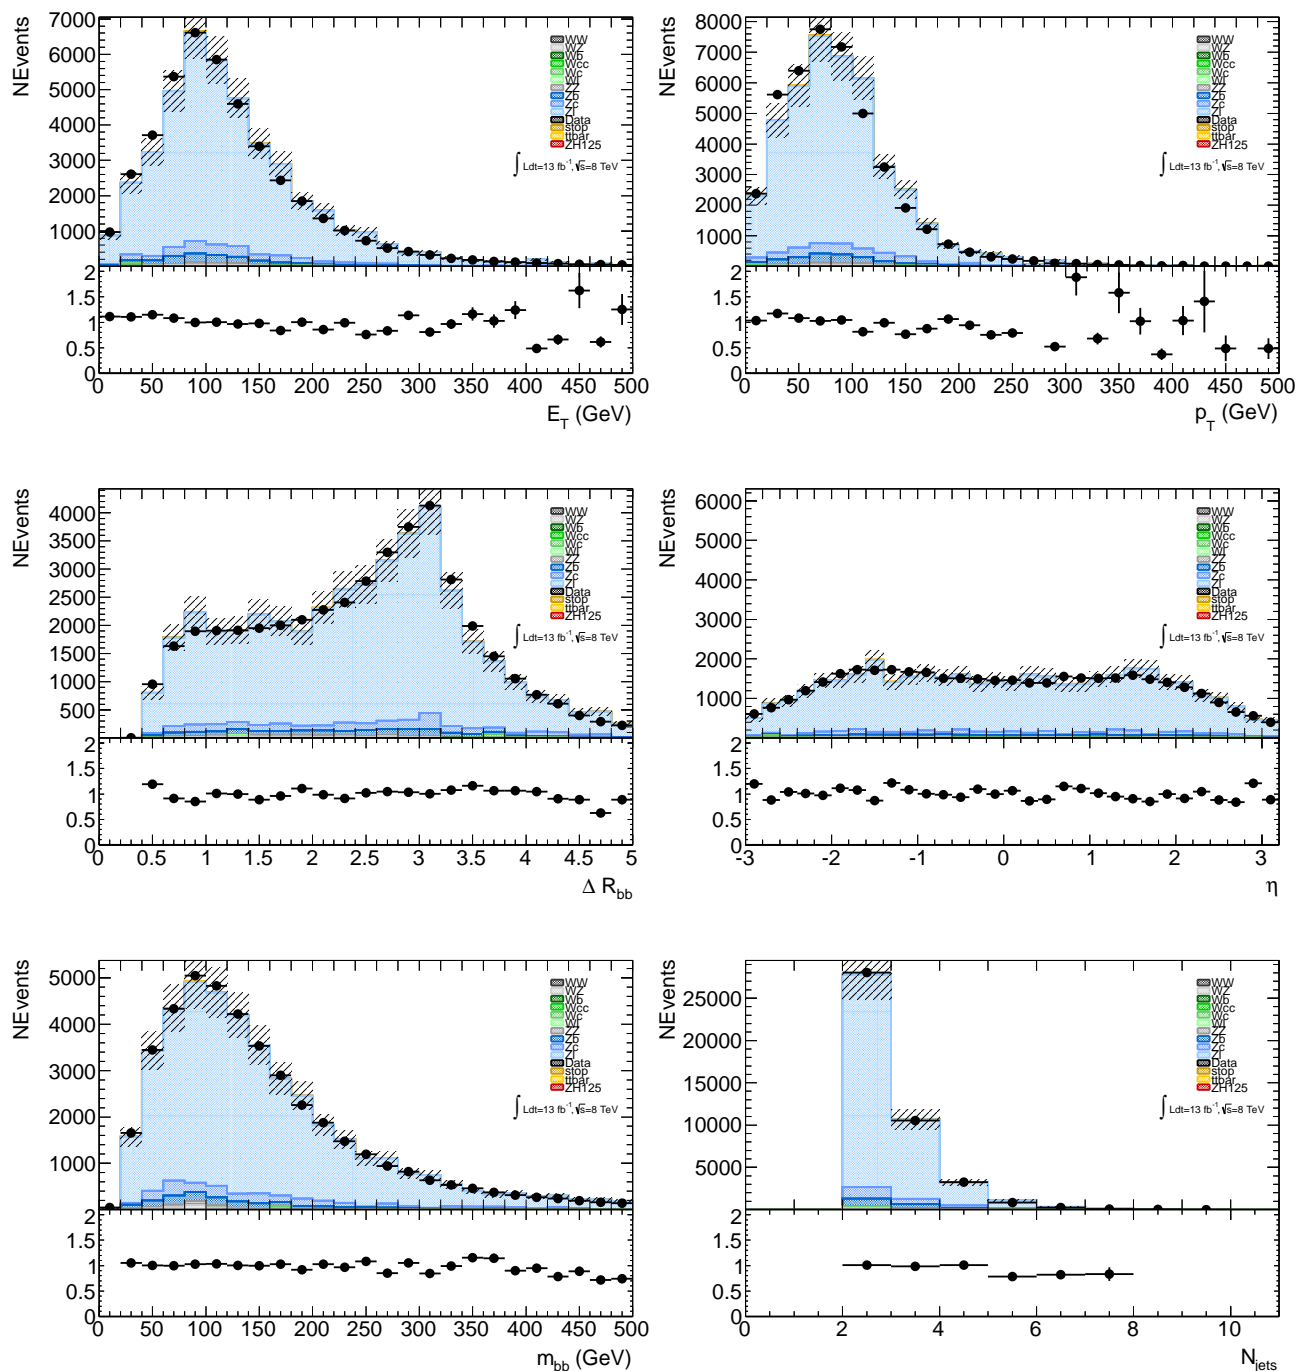 NEvents
7000
6000
5000
4000
3000
2000
1000
WW
WZ
Wb
Wcc
Wc
Wl
ZZ
Zb
Zc
Zl
Data
stop
ttbar
ZH125
∫ Ldt=13 fb⁻¹, √s=8 TeV
2
1.5
1
0.5
0
0 50 100 150 200 250 300 350 400 450 500
E_T (GeV)
NEvents
8000
7000
6000
5000
4000
3000
2000
1000
WW
WZ
Wb
Wcc
Wc
Wl
ZZ
Zb
Zc
Zl
Data
stop
ttbar
ZH125
∫ Ldt=13 fb⁻¹, √s=8 TeV
2
1.5
1
0.5
0
0 50 100 150 200 250 300 350 400 450 500
p_T (GeV)
NEvents
4000
3500
3000
2500
2000
1500
1000
500
WW
WZ
Wb
Wcc
Wc
Wl
ZZ
Zb
Zc
Zl
Data
stop
ttbar
ZH125
∫ Ldt=13 fb⁻¹, √s=8 TeV
2
1.5
1
0.5
0
0 0.5 1 1.5 2 2.5 3 3.5 4 4.5 5
Δ R_bb
NEvents
6000
5000
4000
3000
2000
1000
WW
WZ
Wb
Wcc
Wc
Wl
ZZ
Zb
Zc
Zl
Data
stop
ttbar
ZH125
∫ Ldt=13 fb⁻¹, √s=8 TeV
2
1.5
1
0.5
0
-3 -2 -1 0 1 2 3
η
NEvents
5000
4000
3000
2000
1000
WW
WZ
Wb
Wcc
Wc
Wl
ZZ
Zb
Zc
Zl
Data
stop
ttbar
ZH125
∫ Ldt=13 fb⁻¹, √s=8 TeV
2
1.5
1
0.5
0
0 50 100 150 200 250 300 350 400 450 500
m_bb (GeV)
NEvents
25000
20000
15000
10000
5000
WW
WZ
Wb
Wcc
Wc
Wl
ZZ
Zb
Zc
Zl
Data
stop
ttbar
ZH125
∫ Ldt=13 fb⁻¹, √s=8 TeV
2
1.5
1
0.5
0
0 2 4 6 8 10
N_jets